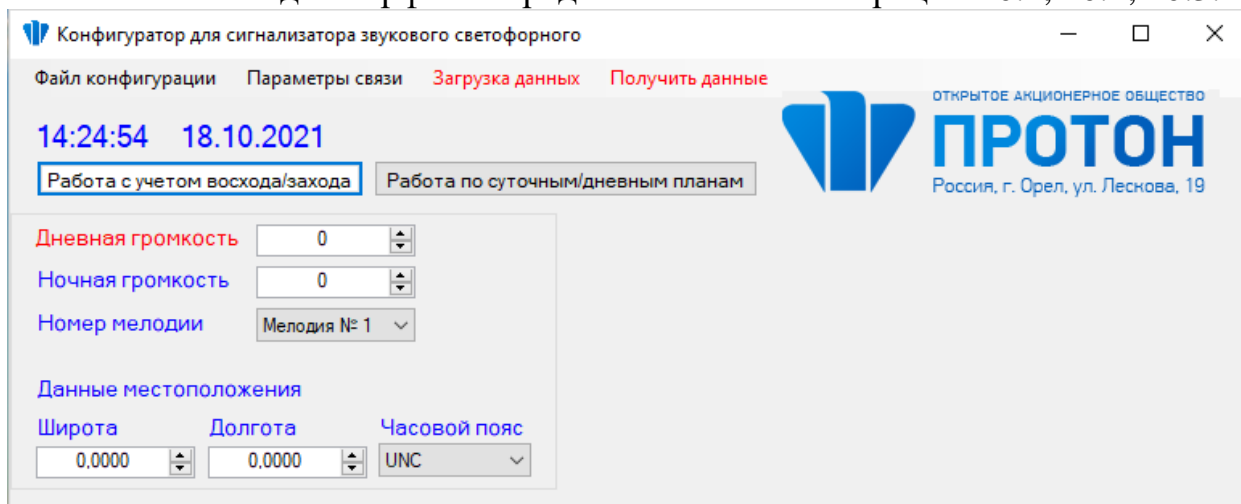 Конфигуратор для сигнализатора звукового светофорного
Файл конфигурации Параметры связи Загрузка данных Получить данные
14:24:54 18.10.2021
Работа с учетом восхода/захода Работа по суточным/дневным планам
ОТКРЫТОЕ АКЦИОНЕРНОЕ ОБЩЕСТВО
ПРОТОН
Россия, г. Орел, ул. Лескова, 19
Дневная громкость 0
Ночная громкость 0
Номер мелодии Мелодия № 1
Данные местоположения
Широта Долгота Часовой пояс
0,0000 0,0000 UNC